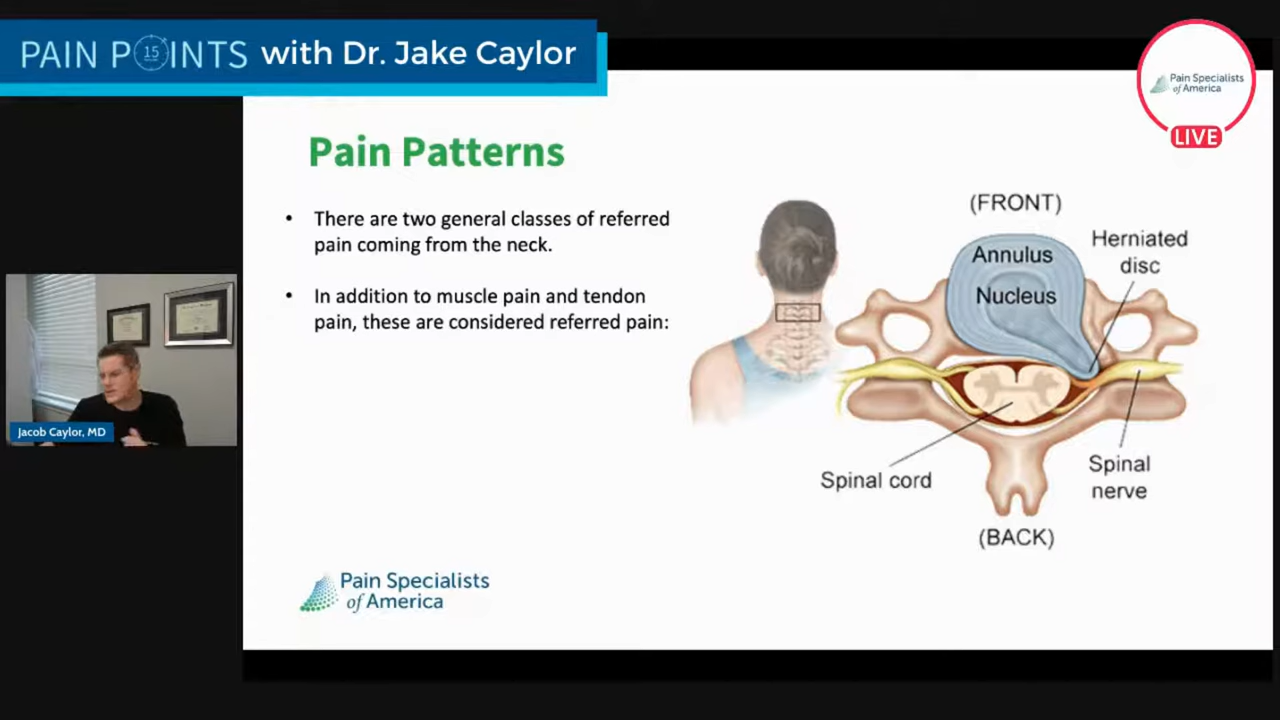 PAIN P15INTS with Dr. Jake Caylor
Pain Specialists
of America
LIVE
Pain Patterns
• There are two general classes of referred
pain coming from the neck.
• In addition to muscle pain and tendon
pain, these are considered referred pain:
(FRONT)
Annulus
Nucleus
Herniated
disc
Spinal cord
Spinal
nerve
(BACK)
Jacob Caylor, MD
Pain Specialists
of America